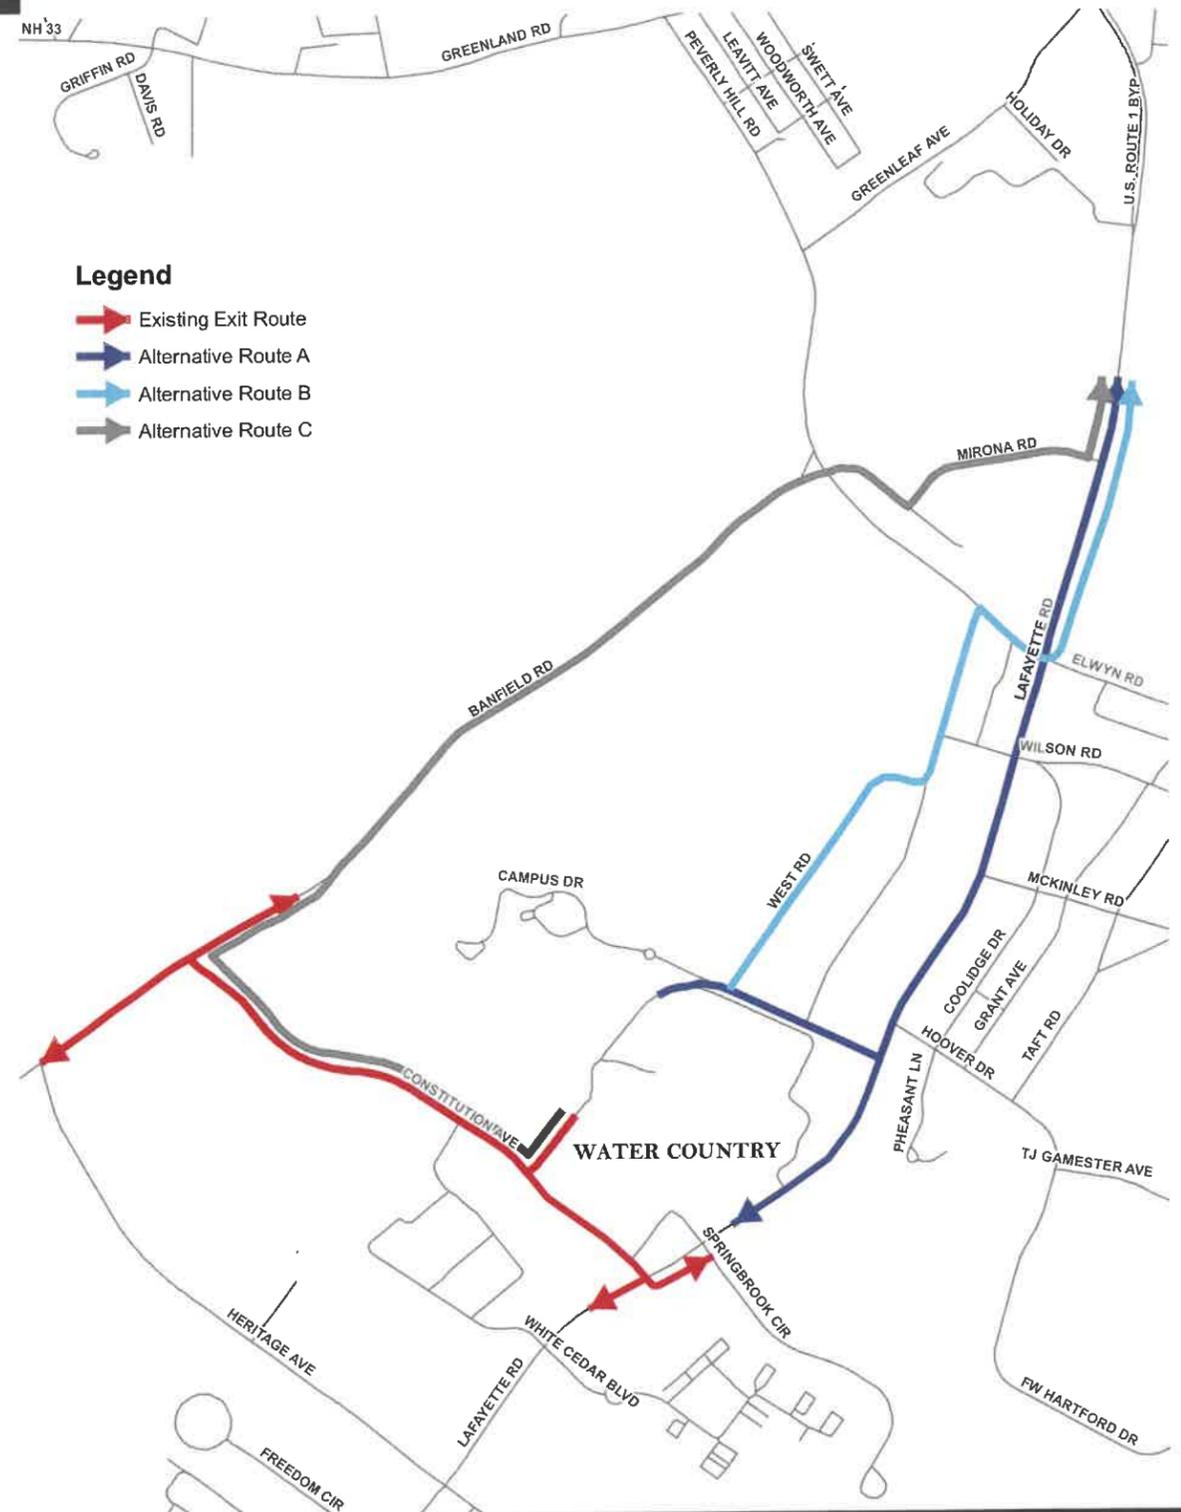 NH 33
GREENLAND RD
GRIFFIN RD
DAVIS RD
PEVERLY HILL RD
LEAVITT AVE
WOODWORTH AVE
SWETT AVE
HOLIDAY DR
GREENLEAF AVE
U.S. ROUTE 1 BYP
Legend
Existing Exit Route
Alternative Route A
Alternative Route B
Alternative Route C
MIRONA RD
LAFAYETTE RD
ELWYN RD
BANFIELD RD
WILSON RD
WEST RD
CAMPUS DR
MCKINLEY RD
COOLIDGE DR
GRANT AVE
TAFT RD
HOOVER DR
PHEASANT LN
CONSTITUTION AVE
WATER COUNTRY
TJ GAMESTER AVE
SPRINGBROOK CIR
HERITAGE AVE
WHITE CEDAR BLVD
LAFAYETTE RD
FW HARTFORD DR
FREEDOM CIR